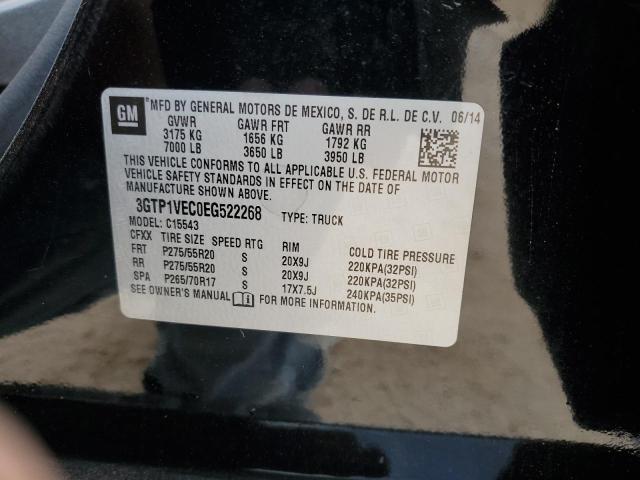 GM
MFD BY GENERAL MOTORS DE MEXICO, S. DE R.L. DE C.V. 06/14
GVWR GAWR FRT GAWR RR
3175 KG 1656 KG 1792 KG
7000 LB 3650 LB 3950 LB
THIS VEHICLE CONFORMS TO ALL APPLICABLE U.S. FEDERAL MOTOR
VEHICLE SAFETY STANDARDS IN EFFECT ON THE DATE OF
MANUFACTURE SHOWN ABOVE.
3GTP1VEC0EG522268 TYPE: TRUCK
MODEL: C15543
CFXX TIRE SIZE SPEED RTG RIM COLD TIRE PRESSURE
FRT P275/55R20 S 20X9J 220KPA(32PSI)
RR P275/55R20 S 20X9J 220KPA(32PSI)
SPA P265/70R17 S 17X7.5J 240KPA(35PSI)
SEE OWNER'S MANUAL FOR MORE INFORMATION